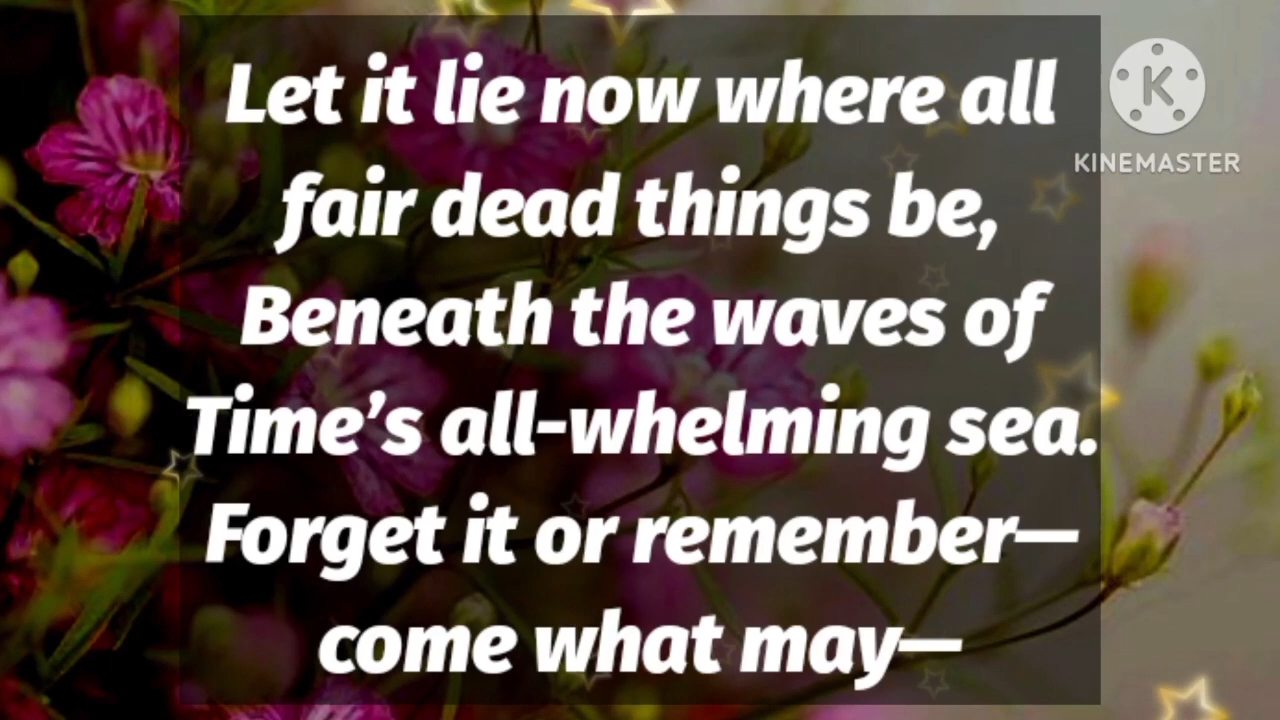 Let it lie now where all
fair dead things be,
Beneath the waves of
Time’s all-whelming sea.
Forget it or remember—
come what may—
K
KINEMASTER